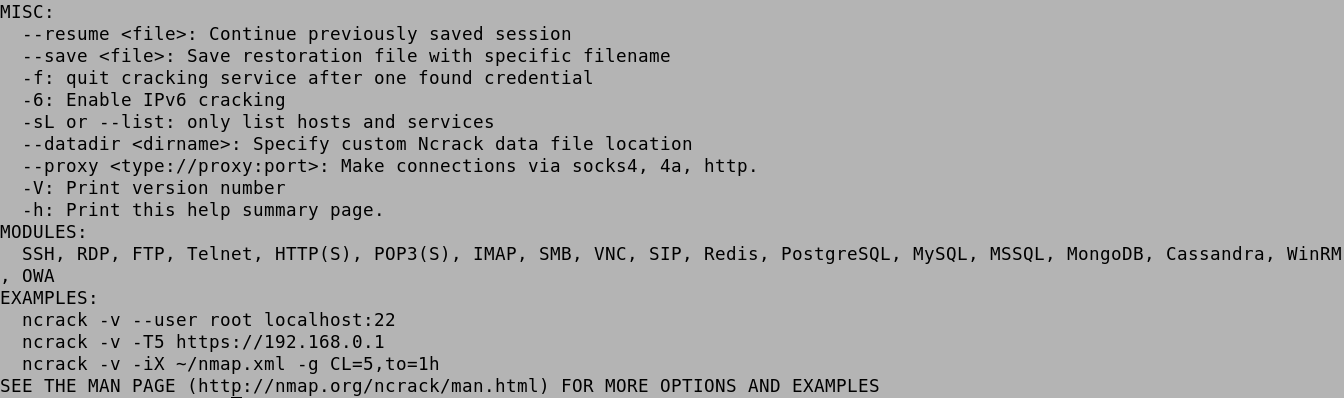 MISC:
  --resume <file>: Continue previously saved session
  --save <file>: Save restoration file with specific filename
  -f: quit cracking service after one found credential
  -6: Enable IPv6 cracking
  -sL or --list: only list hosts and services
  --datadir <dirname>: Specify custom Ncrack data file location
  --proxy <type://proxy:port>: Make connections via socks4, 4a, http.
  -V: Print version number
  -h: Print this help summary page.
MODULES:
  SSH, RDP, FTP, Telnet, HTTP(S), POP3(S), IMAP, SMB, VNC, SIP, Redis, PostgreSQL, MySQL, MSSQL, MongoDB, Cassandra, WinRM
, OWA
EXAMPLES:
  ncrack -v --user root localhost:22
  ncrack -v -T5 https://192.168.0.1
  ncrack -v -iX ~/nmap.xml -g CL=5,to=1h
SEE THE MAN PAGE (http://nmap.org/ncrack/man.html) FOR MORE OPTIONS AND EXAMPLES